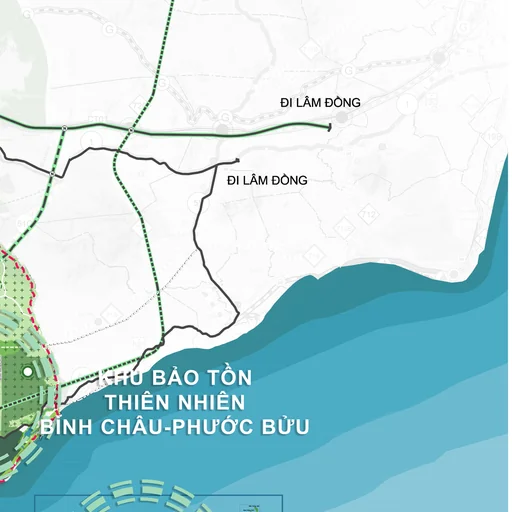 ĐI LÂM ĐỒNG
ĐI LÂM ĐỒNG
KHU BẢO TỒN
THIÊN NHIÊN
BÌNH CHÂU-PHƯỚC BỬU